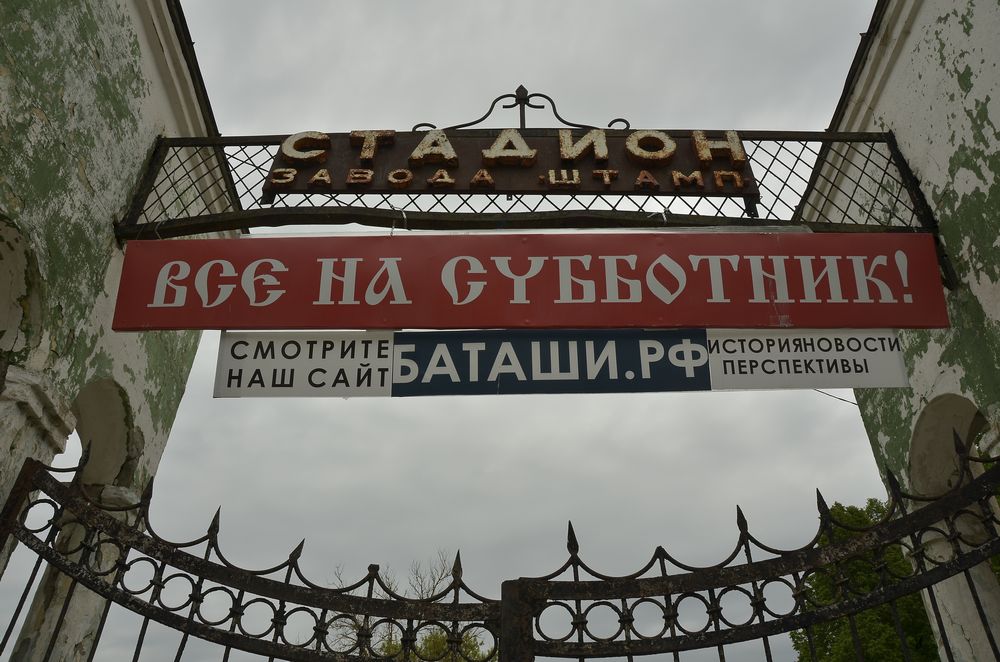 СТАДИОН
ЗАВОДА ШТАМП
ВСЕ НА СУББОТНИК!
СМОТРИТЕ
НАШ САЙТ
БАТАШИ.РФ
ИСТОРИЯНОВОСТИ
ПЕРСПЕКТИВЫ